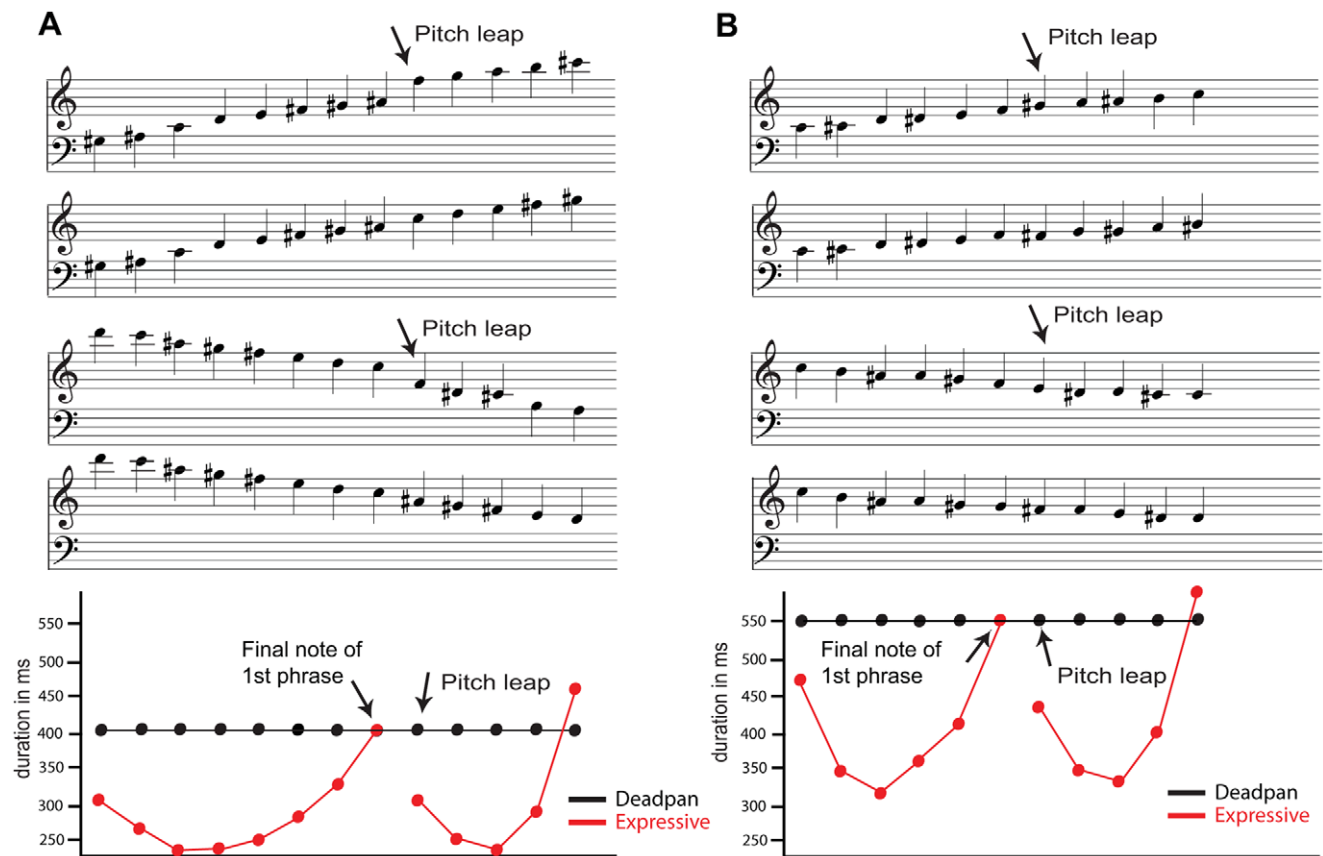 A
Pitch leap
Pitch leap
550
500
450
400
350
300
250
duration in ms
Final note of
1st phrase
Pitch leap
Deadpan
Expressive
B
Pitch leap
Pitch leap
550
500
450
400
350
300
250
duration in ms
Final note of
1st phrase
Pitch leap
Deadpan
Expressive